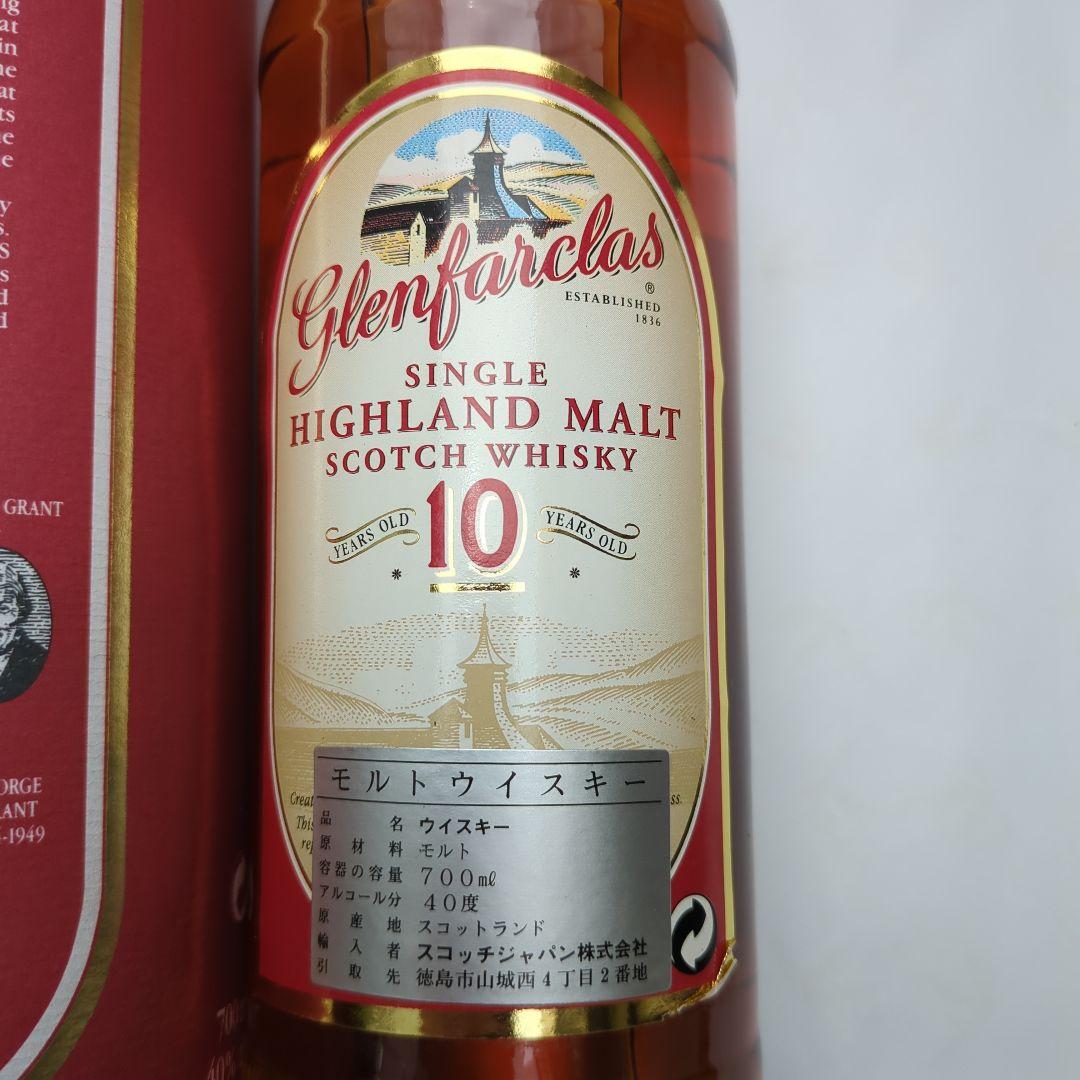 at
in
at
GRANT
1949
Glenfarclas
®
ESTABLISHED
1836
SINGLE
HIGHLAND MALT
SCOTCH WHISKY
YEARS OLD 10 YEARS OLD
モルトウイスキー
品名 ウイスキー
原材料 モルト
容器の容量 700㎖
アルコール分 40度
原産地 スコットランド
輸入者 スコッチジャパン株式会社
引取先 徳島市山城西4丁目2番地